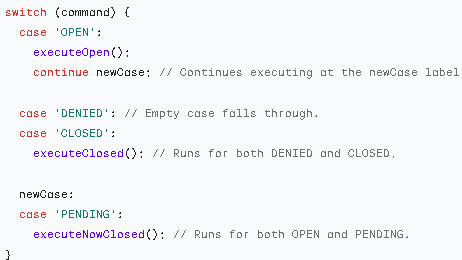 switch (command) {
  case 'OPEN':
    executeOpen();
    continue newCase; // Continues executing at the newCase label

  case 'DENIED': // Empty case falls through.
  case 'CLOSED':
    executeClosed(); // Runs for both DENIED and CLOSED.

  newCase:
  case 'PENDING':
    executeNowClosed(); // Runs for both OPEN and PENDING.
}